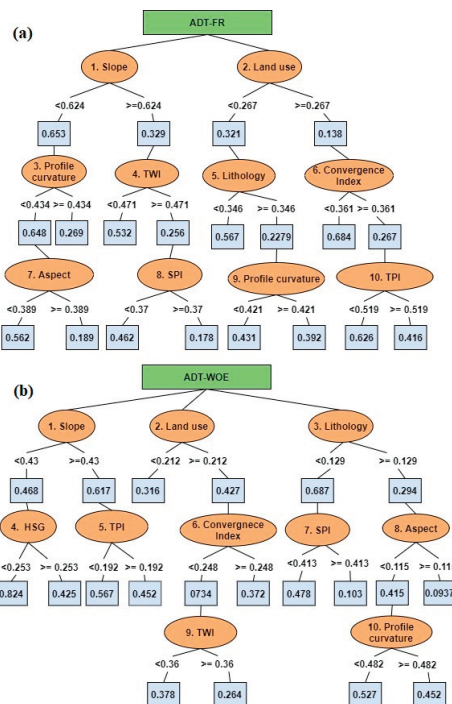 (a)
ADT-FR
1. Slope
2. Land use
<0.624 >=0.624 <0.267 >=0.267
0.653 0.329 0.321 0.138
3. Profile curvature
4. TWI
5. Lithology
6. Convergence Index
<0.434 >= 0.434 <0.471 >= 0.471 <0.346 >= 0.346 <0.361 >= 0.361
0.648 0.269 0.532 0.256 0.567 0.2279 0.684 0.267
7. Aspect
8. SPI
9. Profile curvature
10. TPI
<0.389 >= 0.389 <0.37 >= 0.37 <0.421 >= 0.421 <0.519 >= 0.519
0.562 0.189 0.462 0.178 0.431 0.392 0.626 0.416
(b)
ADT-WOE
1. Slope
2. Land use
3. Lithology
<0.43 >=0.43 <0.212 >= 0.212 <0.129 >= 0.129
0.468 0.617 0.316 0.427 0.687 0.294
4. HSG
5. TPI
6. Convergnece Index
7. SPI
8. Aspect
<0.253 >= 0.253 <0.192 >= 0.192 <0.248 >= 0.248 <0.413 >= 0.413 <0.115 >= 0.11
0.824 0.425 0.567 0.452 0734 0.372 0.478 0.103 0.415 0.0937
9. TWI
10. Profile curvature
<0.36 >= 0.36 <0.482 >= 0.482
0.378 0.264 0.527 0.452